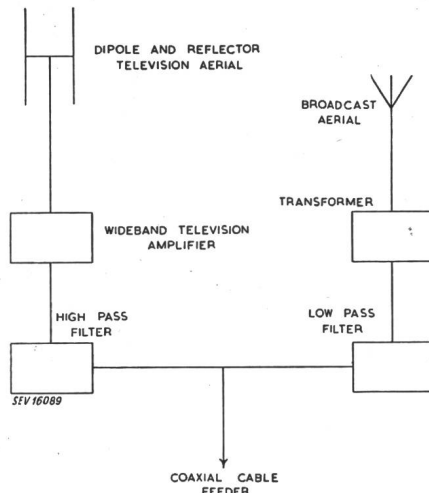 DIPOLE AND REFLECTOR
TELEVISION AERIAL
BROADCAST
AERIAL
TRANSFORMER
WIDEBAND TELEVISION
AMPLIFIER
HIGH PASS
FILTER
LOW PASS
FILTER
SEV 16089
COAXIAL CABLE
FEEDER